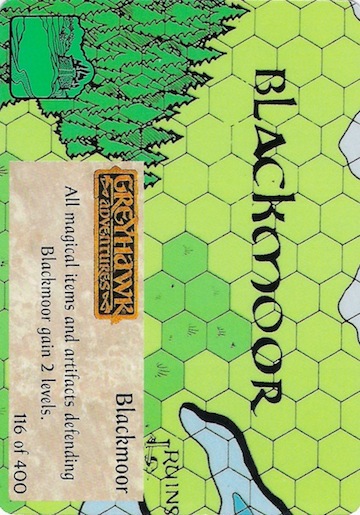 BLACKMOOR
RUINS
GREYHAWK
ADVENTURES
Blackmoor
All magical items and artifacts defending
Blackmoor gain 2 levels.
116 of 400